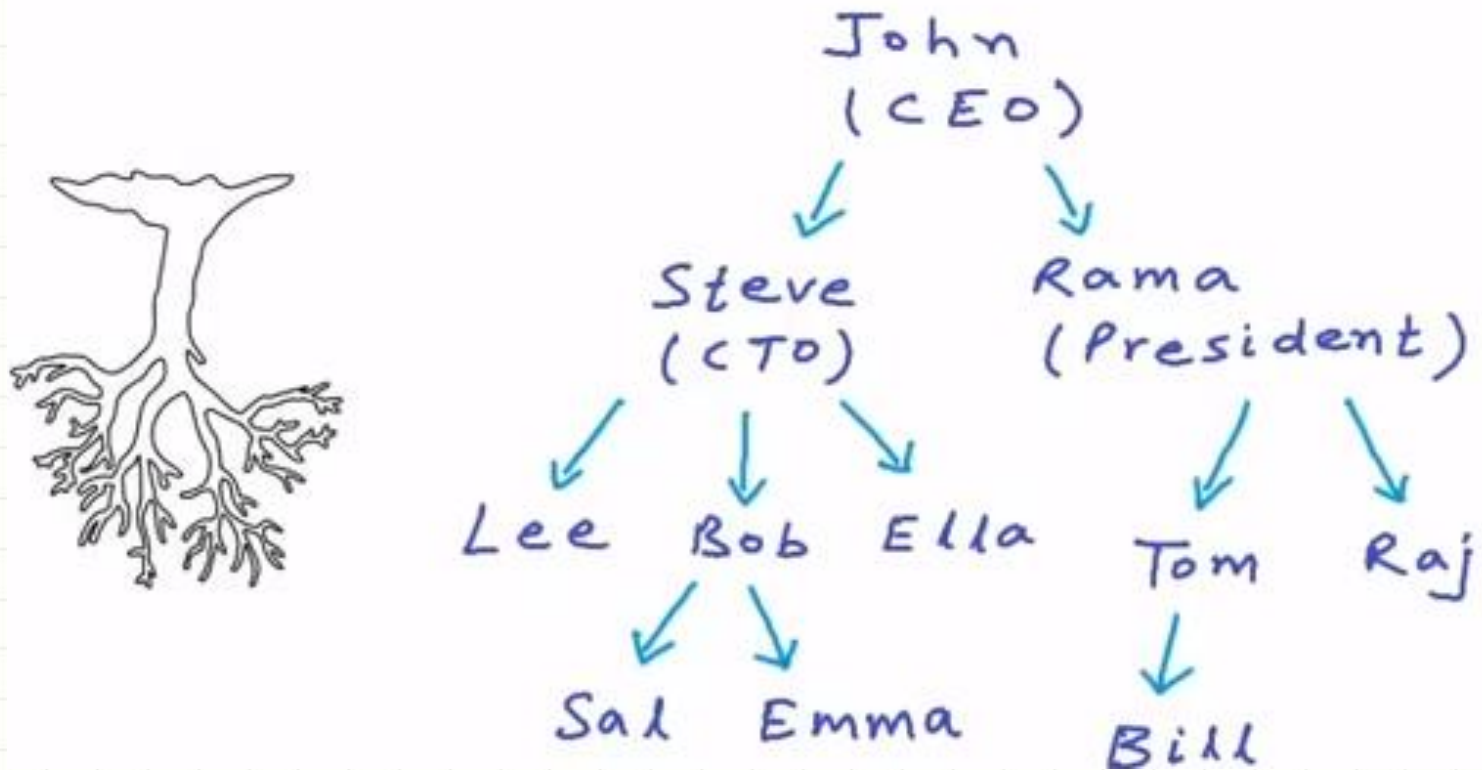 John
(CEO)
Steve
Rama
(CTO)
(President)
Lee Bob Ella
Tom Raj
Sal Emma
Bill